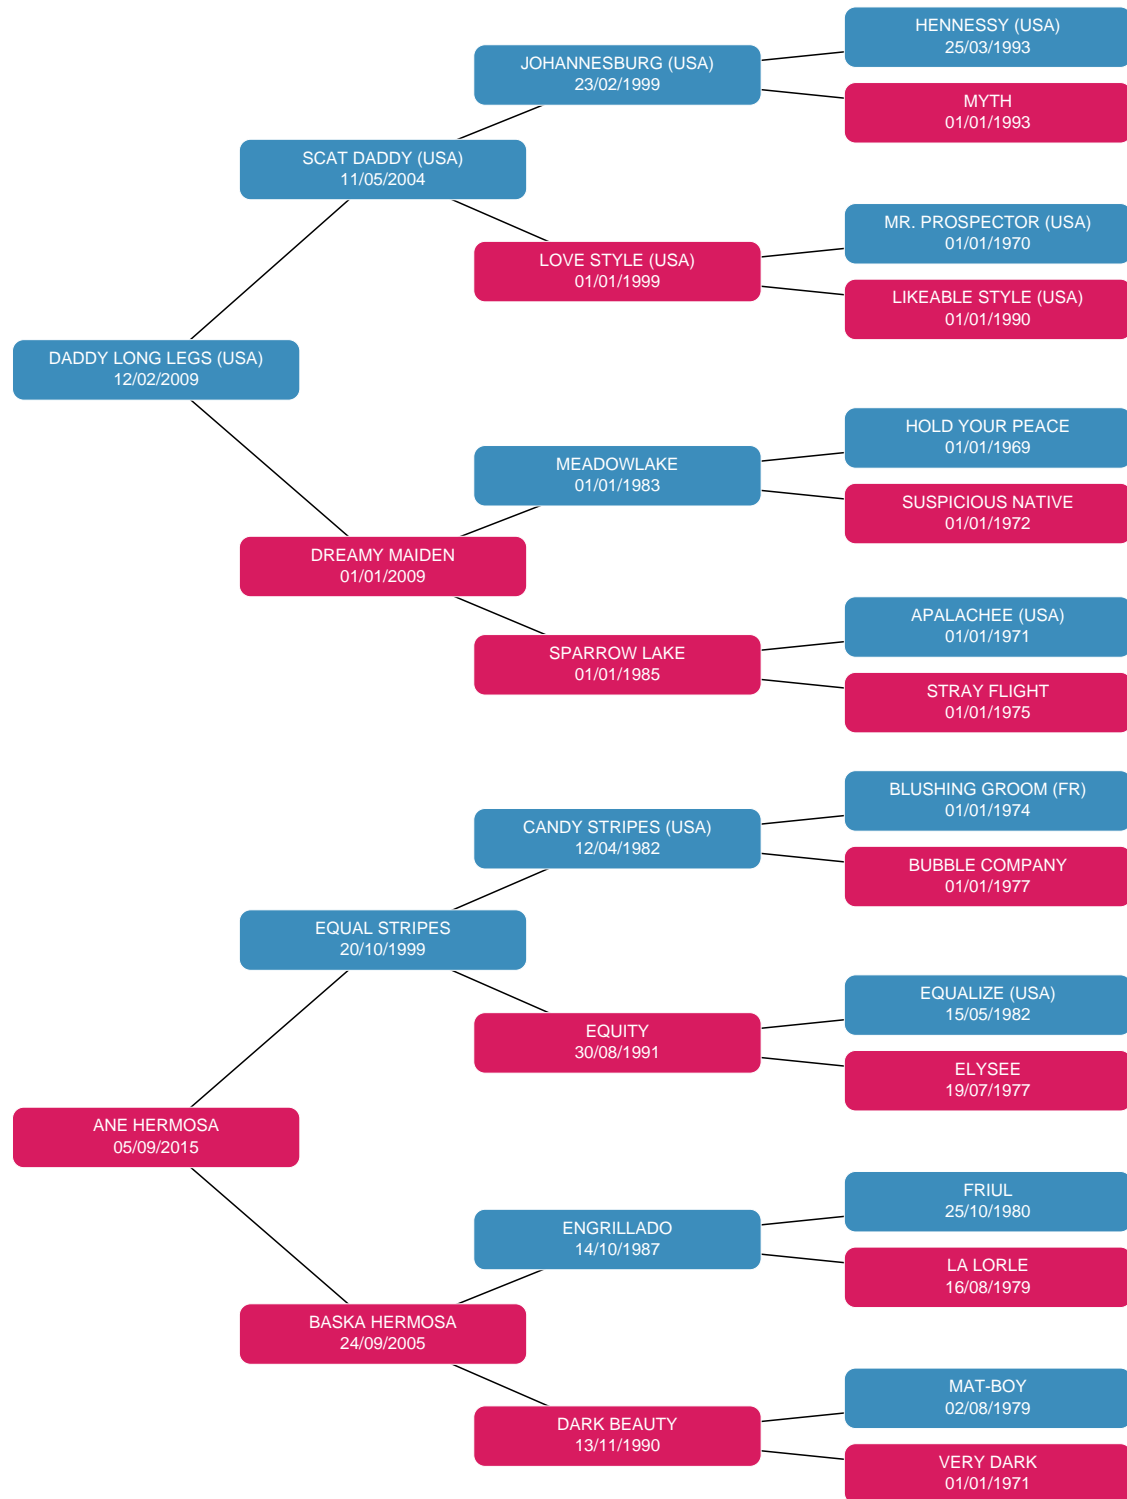 HENNESSY (USA)
25/03/1993
JOHANNESBURG (USA)
23/02/1999
MYTH
01/01/1993
SCAT DADDY (USA)
11/05/2004
MR. PROSPECTOR (USA)
01/01/1970
LOVE STYLE (USA)
01/01/1999
LIKEABLE STYLE (USA)
01/01/1990
DADDY LONG LEGS (USA)
12/02/2009
HOLD YOUR PEACE
01/01/1969
MEADOWLAKE
01/01/1983
SUSPICIOUS NATIVE
01/01/1972
DREAMY MAIDEN
01/01/2009
APALACHEE (USA)
01/01/1971
SPARROW LAKE
01/01/1985
STRAY FLIGHT
01/01/1975
BLUSHING GROOM (FR)
01/01/1974
CANDY STRIPES (USA)
12/04/1982
BUBBLE COMPANY
01/01/1977
EQUAL STRIPES
20/10/1999
EQUALIZE (USA)
15/05/1982
EQUITY
30/08/1991
ELYSEE
19/07/1977
ANE HERMOSA
05/09/2015
FRIUL
25/10/1980
ENGRILLADO
14/10/1987
LA LORLE
16/08/1979
BASKA HERMOSA
24/09/2005
MAT-BOY
02/08/1979
DARK BEAUTY
13/11/1990
VERY DARK
01/01/1971